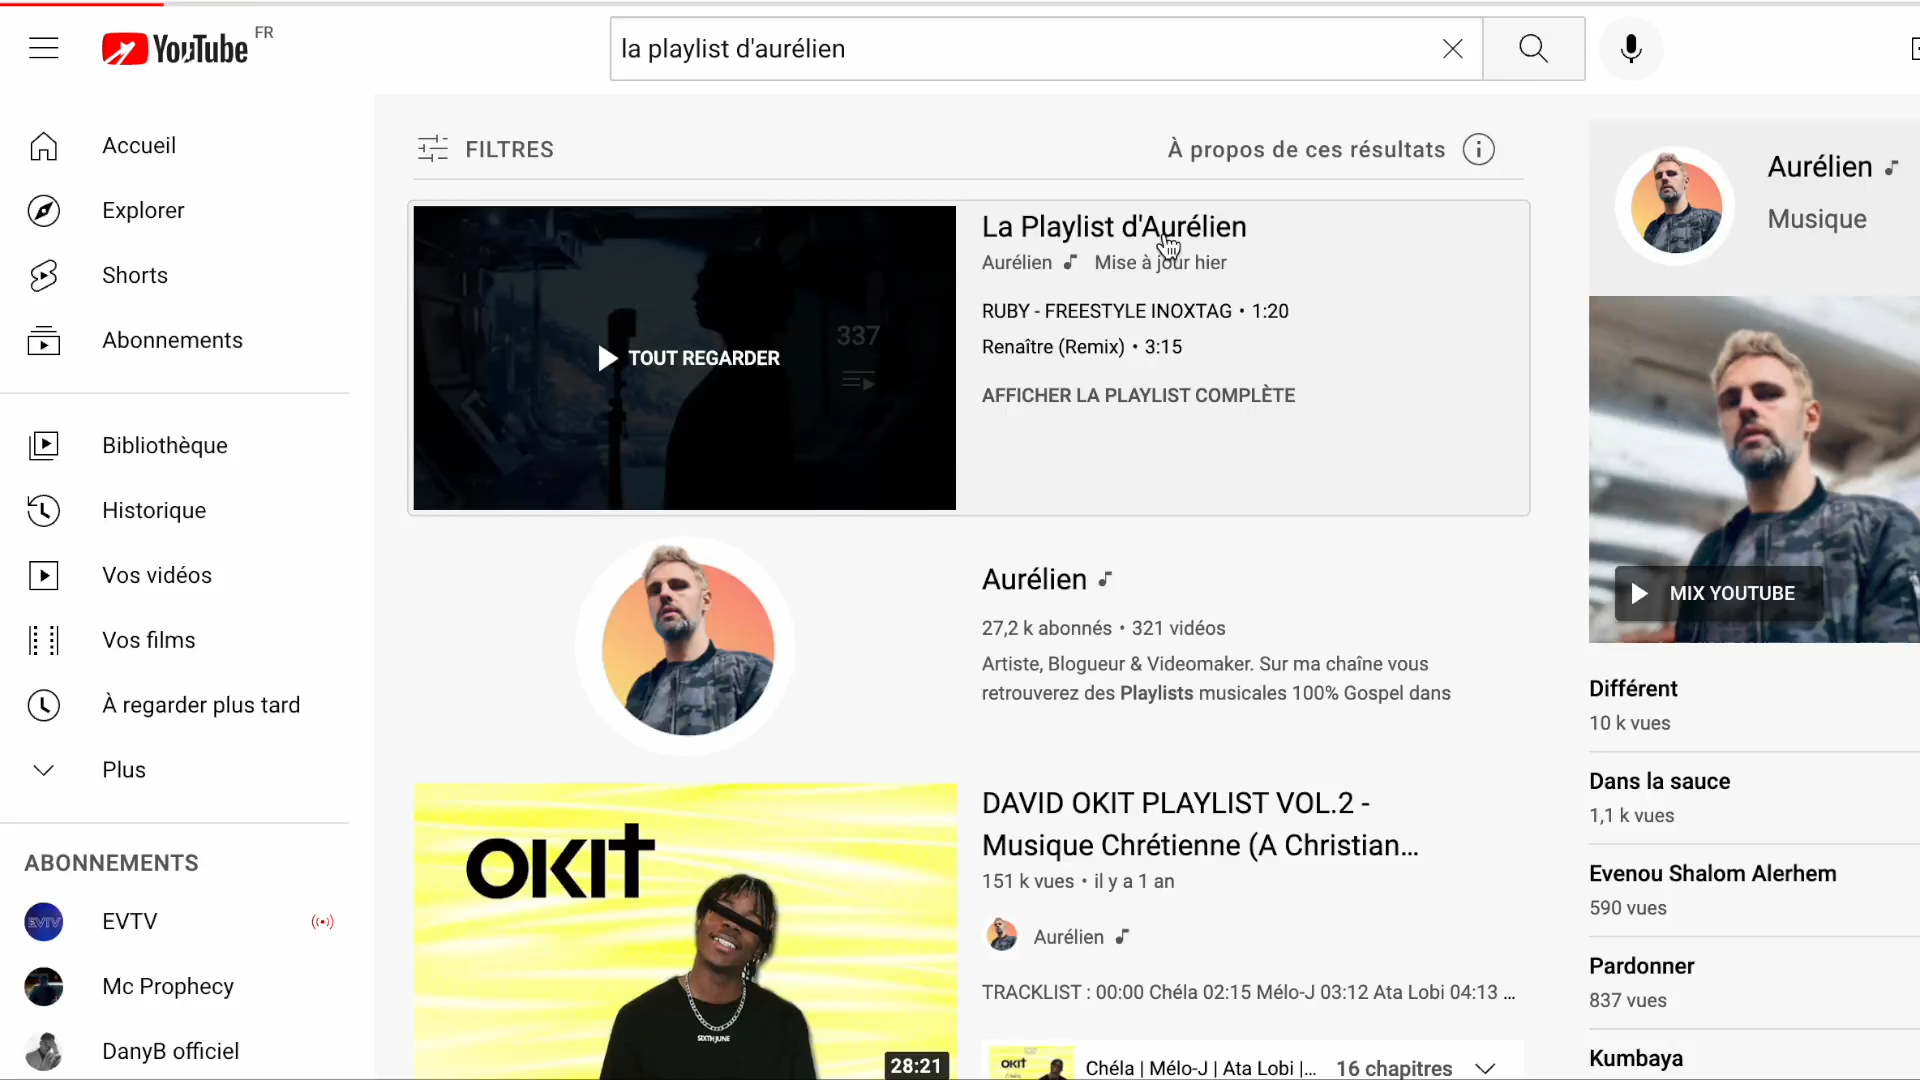 YouTube FR
la playlist d'aurélien
Accueil
Explorer
Shorts
Abonnements
Bibliothèque
Historique
Vos vidéos
Vos films
À regarder plus tard
Plus
ABONNEMENTS
EVTV
EVTV
Mc Prophecy
DanyB officiel
FILTRES
À propos de ces résultats
337
TOUT REGARDER
La Playlist d'Aurélien
Aurélien Mise à jour hier
RUBY - FREESTYLE INOXTAG • 1:20
Renaître (Remix) • 3:15
AFFICHER LA PLAYLIST COMPLÈTE
Aurélien
27,2 k abonnés • 321 vidéos
Artiste, Blogueur & Videomaker. Sur ma chaîne vous
retrouverez des Playlists musicales 100% Gospel dans
OKIT
SIXTH JUNE
28:21
DAVID OKIT PLAYLIST VOL.2 -
Musique Chrétienne (A Christian...
151 k vues • il y a 1 an
Aurélien
TRACKLIST : 00:00 Chéla 02:15 Mélo-J 03:12 Ata Lobi 04:13 ...
OKIT
Chéla | Mélo-J | Ata Lobi |... 16 chapitres
Aurélien
Musique
MIX YOUTUBE
Différent
10 k vues
Dans la sauce
1,1 k vues
Evenou Shalom Alerhem
590 vues
Pardonner
837 vues
Kumbaya